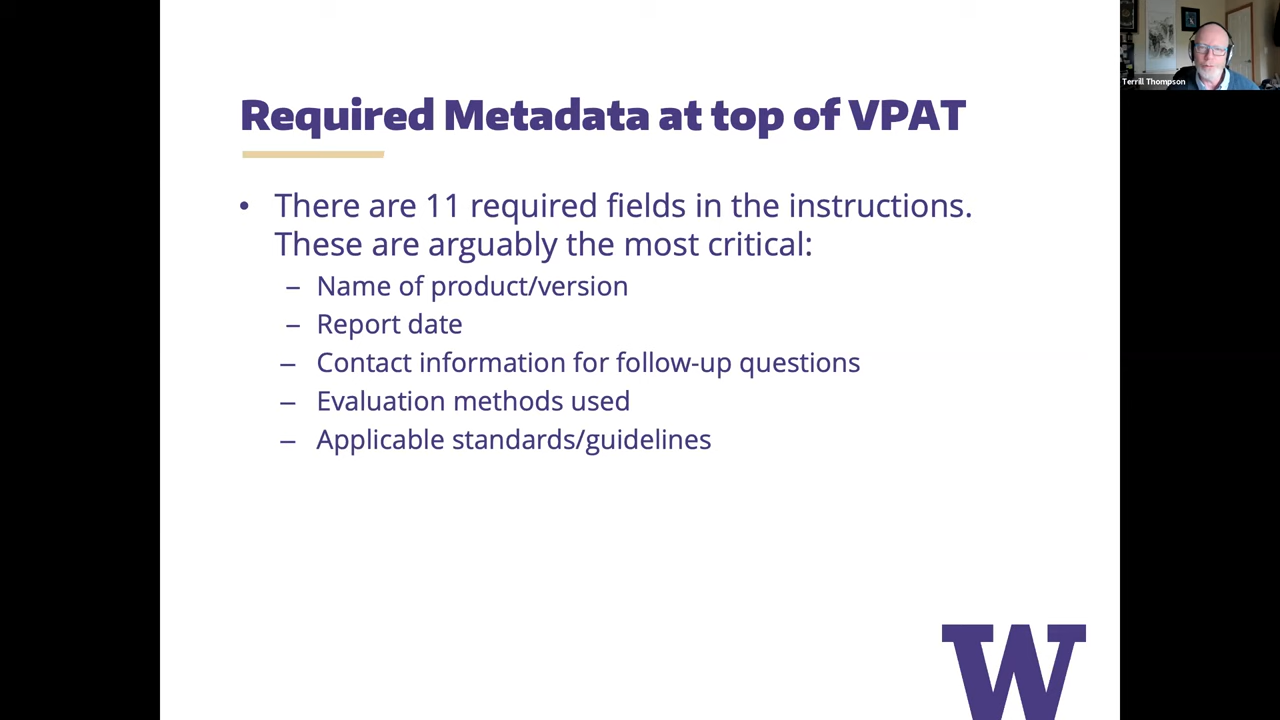 Required Metadata at top of VPAT
• There are 11 required fields in the instructions.
These are arguably the most critical:
– Name of product/version
– Report date
– Contact information for follow-up questions
– Evaluation methods used
– Applicable standards/guidelines
W
Terrill Thompson